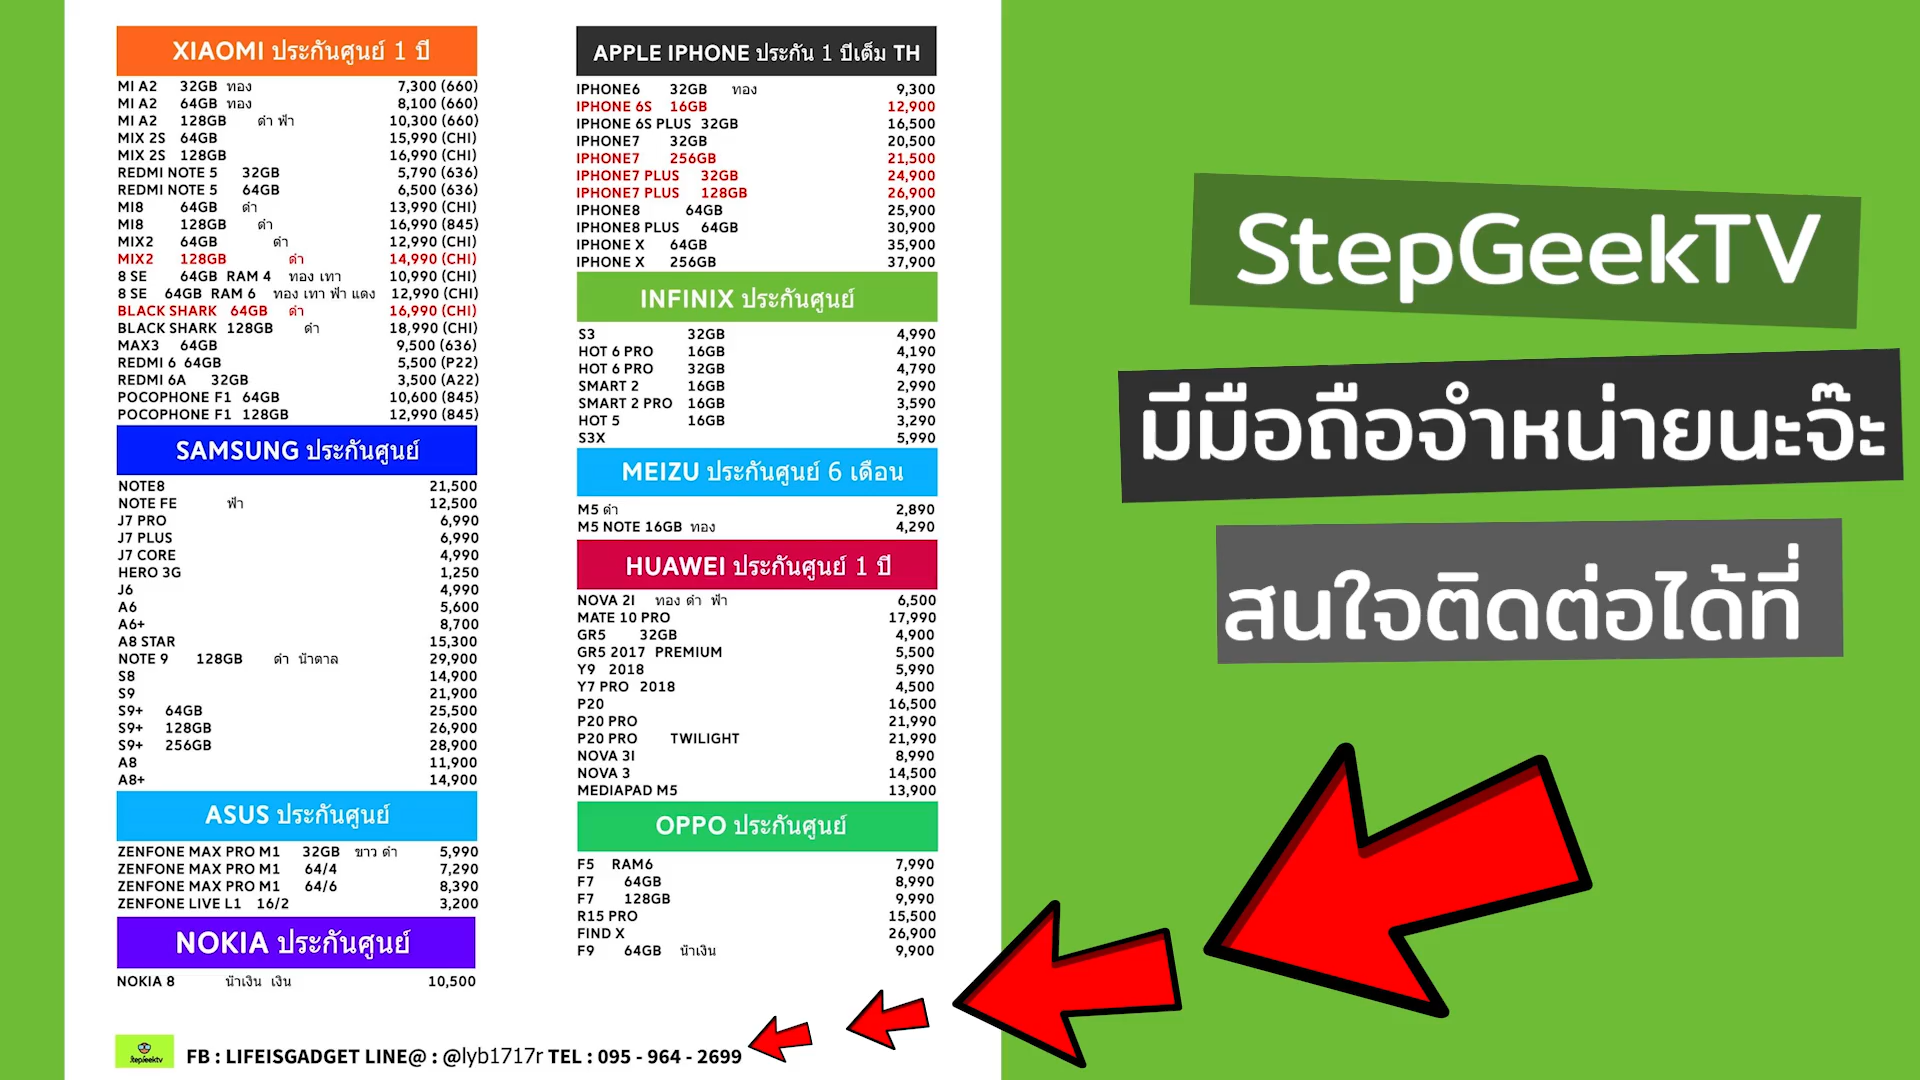 XIAOMI ประกันศูนย์ 1 ปี
MI A2 32GB ทอง 7,300 (660)
MI A2 64GB ทอง 8,100 (660)
MI A2 128GB ดำ ฟ้า 10,300 (660)
MIX 2S 64GB 15,990 (CHI)
MIX 2S 128GB 16,990 (CHI)
REDMI NOTE 5 32GB 5,790 (636)
REDMI NOTE 5 64GB 6,500 (636)
MI8 64GB ดำ 13,990 (CHI)
MI8 128GB ดำ 16,990 (845)
MIX2 64GB ดำ 12,990 (CHI)
MIX2 128GB ดำ 14,990 (CHI)
8 SE 64GB RAM 4 ทอง เทา 10,990 (CHI)
8 SE 64GB RAM 6 ทอง เทา ฟ้า แดง 12,990 (CHI)
BLACK SHARK 64GB ดำ 16,990 (CHI)
BLACK SHARK 128GB ดำ 18,990 (CHI)
MAX3 64GB 9,500 (636)
REDMI 6 64GB 5,500 (P22)
REDMI 6A 32GB 3,500 (A22)
POCOPHONE F1 64GB 10,600 (845)
POCOPHONE F1 128GB 12,990 (845)
SAMSUNG ประกันศูนย์
NOTE8 21,500
NOTE FE ฟ้า 12,500
J7 PRO 6,990
J7 PLUS 6,990
J7 CORE 4,990
HERO 3G 1,250
J6 4,990
A6 5,600
A6+ 8,700
A8 STAR 15,300
NOTE 9 128GB ดำ น้ำตาล 29,900
S8 14,900
S9 21,900
S9+ 64GB 25,500
S9+ 128GB 26,900
S9+ 256GB 28,900
A8 11,900
A8+ 14,900
ASUS ประกันศูนย์
ZENFONE MAX PRO M1 32GB ขาว ดำ 5,990
ZENFONE MAX PRO M1 64/4 7,290
ZENFONE MAX PRO M1 64/6 8,390
ZENFONE LIVE L1 16/2 3,200
NOKIA ประกันศูนย์
NOKIA 8 น้ำเงิน เงิน 10,500
APPLE IPHONE ประกัน 1 ปีเต็ม TH
IPHONE6 32GB ทอง 9,300
IPHONE 6S 16GB 12,900
IPHONE 6S PLUS 32GB 16,500
IPHONE7 32GB 20,500
IPHONE7 256GB 21,500
IPHONE7 PLUS 32GB 24,900
IPHONE7 PLUS 128GB 26,900
IPHONE8 64GB 25,900
IPHONE8 PLUS 64GB 30,900
IPHONE X 64GB 35,900
IPHONE X 256GB 37,900
INFINIX ประกันศูนย์
S3 32GB 4,990
HOT 6 PRO 16GB 4,190
HOT 6 PRO 32GB 4,790
SMART 2 16GB 2,990
SMART 2 PRO 16GB 3,590
HOT 5 16GB 3,290
S3X 5,990
MEIZU ประกันศูนย์ 6 เดือน
M5 ดำ 2,890
M5 NOTE 16GB ทอง 4,290
HUAWEI ประกันศูนย์ 1 ปี
NOVA 2I ทอง ดำ ฟ้า 6,500
MATE 10 PRO 17,990
GR5 32GB 4,900
GR5 2017 PREMIUM 5,500
Y9 2018 5,990
Y7 PRO 2018 4,500
P20 16,500
P20 PRO 21,990
P20 PRO TWILIGHT 21,990
NOVA 3I 8,990
NOVA 3 14,500
MEDIAPAD M5 13,900
OPPO ประกันศูนย์
F5 RAM6 7,990
F7 64GB 8,990
F7 128GB 9,990
R15 PRO 15,500
FIND X 26,900
F9 64GB น้ำเงิน 9,900
StepGeektv
FB : LIFEISGADGET LINE@ : @lyb1717r TEL : 095 - 964 - 2699
StepGeekTV
มีมือถือจำหน่ายนะจ๊ะ
สนใจติดต่อได้ที่